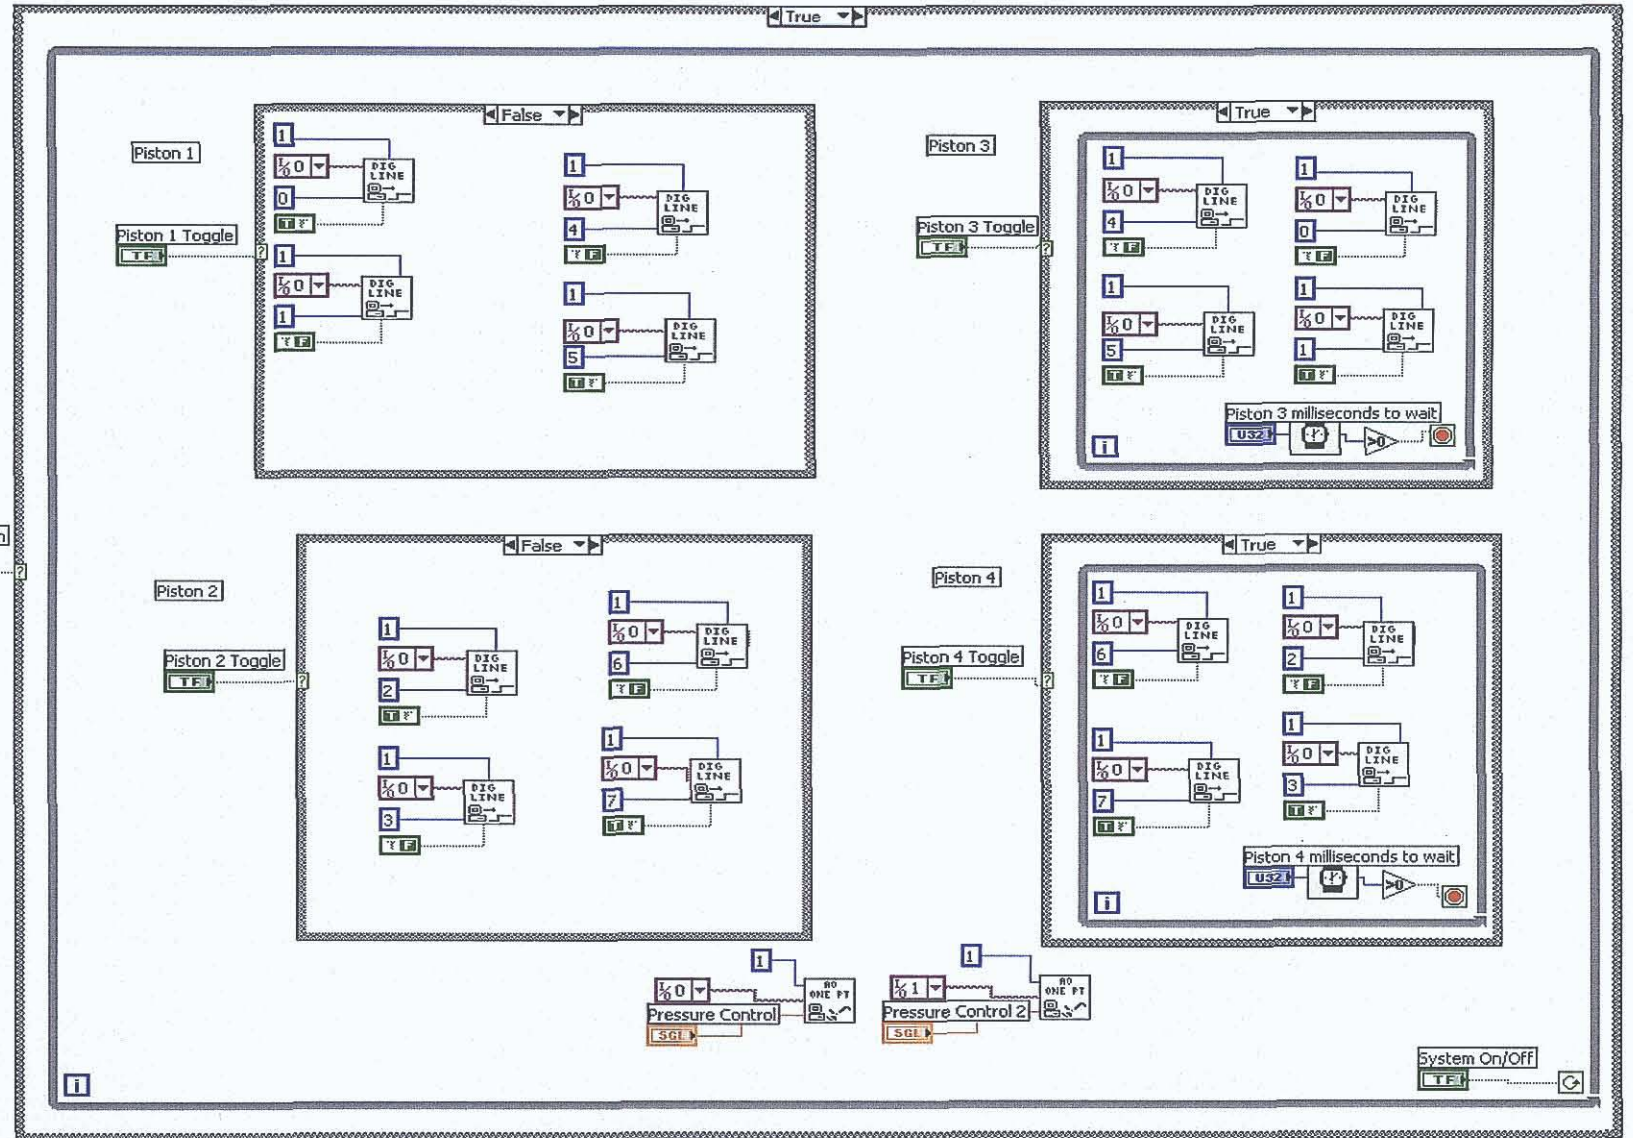 True
False
Piston 1
1
I/O 0
DIG
LINE
0
T
Piston 1 Toggle
TF
?
1
I/O 0
DIG
LINE
1
F
1
I/O 0
DIG
LINE
4
F
1
I/O 0
DIG
LINE
5
T
True
Piston 3
1
I/O 0
DIG
LINE
4
F
Piston 3 Toggle
TF
?
1
I/O 0
DIG
LINE
5
T
1
I/O 0
DIG
LINE
0
F
1
I/O 0
DIG
LINE
1
T
Piston 3 milliseconds to wait
U32
>0
i
False
Piston 2
1
I/O 0
DIG
LINE
2
T
Piston 2 Toggle
TF
?
1
I/O 0
DIG
LINE
3
F
1
I/O 0
DIG
LINE
6
F
1
I/O 0
DIG
LINE
7
T
True
Piston 4
1
I/O 0
DIG
LINE
6
F
Piston 4 Toggle
TF
?
1
I/O 0
DIG
LINE
7
T
1
I/O 0
DIG
LINE
2
F
1
I/O 0
DIG
LINE
3
T
Piston 4 milliseconds to wait
U32
>0
i
?
1
I/O 0
AO
ONE PT
Pressure Control
SGL
1
I/O 1
AO
ONE PT
Pressure Control 2
SGL
System On/Off
TF
i